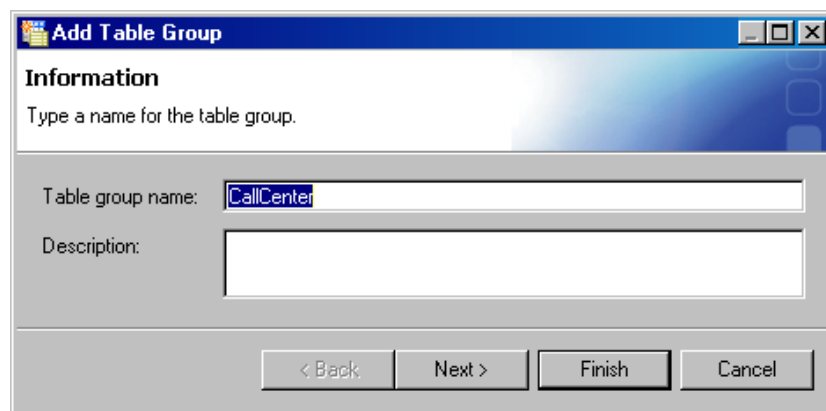 Add Table Group
Information
Type a name for the table group.
Table group name: CallCenter
Description:
< Back Next > Finish Cancel